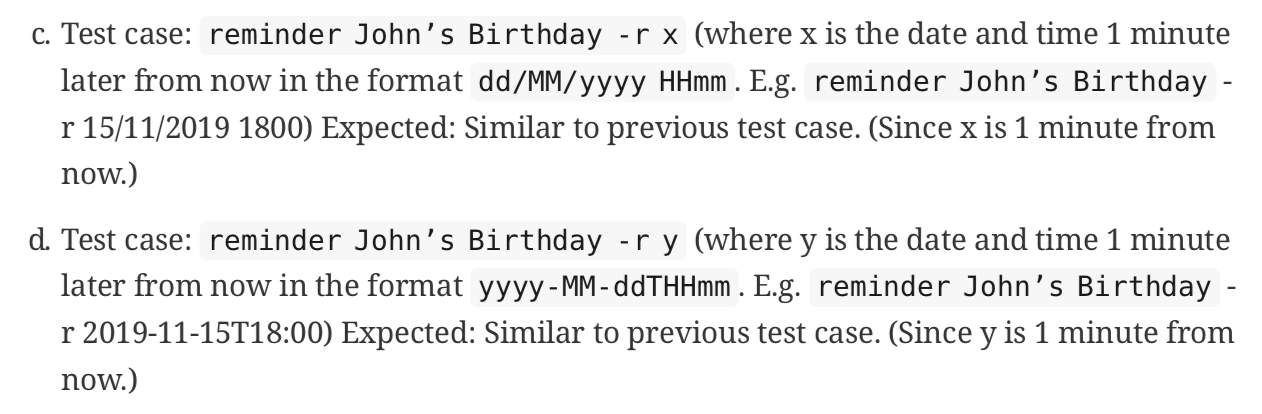 c. Test case: reminder John’s Birthday -r x (where x is the date and time 1 minute
later from now in the format dd/MM/yyyy HHmm. E.g. reminder John’s Birthday -
r 15/11/2019 1800) Expected: Similar to previous test case. (Since x is 1 minute from
now.)
d. Test case: reminder John’s Birthday -r y (where y is the date and time 1 minute
later from now in the format yyyy-MM-ddTHHmm. E.g. reminder John’s Birthday -
r 2019-11-15T18:00) Expected: Similar to previous test case. (Since y is 1 minute from
now.)